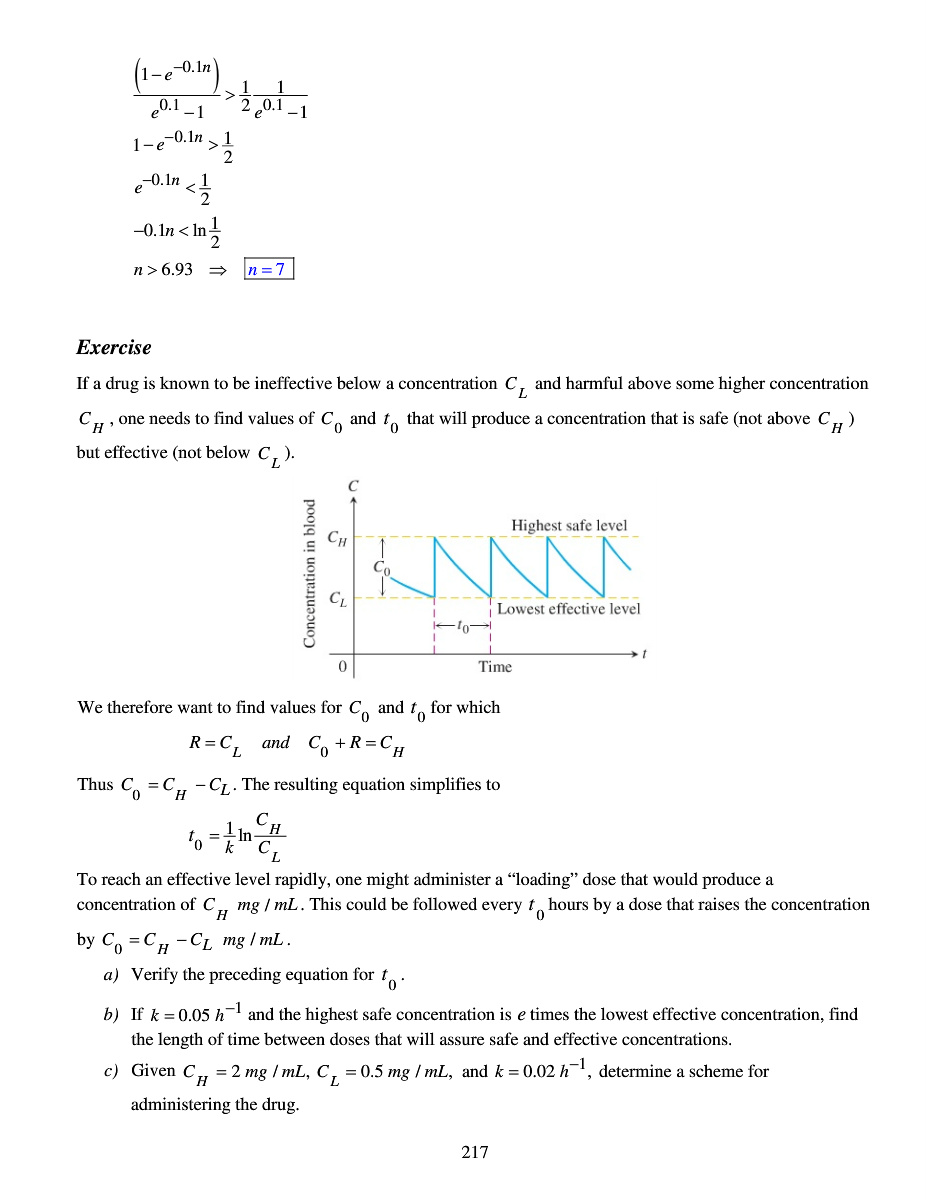 (1−e^−0.1n) / (e^0.1 −1) > 1/2 1/(e^0.1 −1)
1−e^−0.1n > 1/2
e^−0.1n < 1/2
−0.1n < ln 1/2
n > 6.93 ⇒ n = 7
Exercise
If a drug is known to be ineffective below a concentration C_L and harmful above some higher concentration
C_H , one needs to find values of C_0 and t_0 that will produce a concentration that is safe (not above C_H )
but effective (not below C_L ).
C
Concentration in blood
Highest safe level
C_H
C_0
C_L
Lowest effective level
t_0
t
0
Time
We therefore want to find values for C_0 and t_0 for which
R = C_L and C_0 + R = C_H
Thus C_0 = C_H − C_L. The resulting equation simplifies to
t_0 = 1/k ln C_H/C_L
To reach an effective level rapidly, one might administer a “loading” dose that would produce a
concentration of C_H mg / mL. This could be followed every t_0 hours by a dose that raises the concentration
by C_0 = C_H − C_L mg / mL.
a) Verify the preceding equation for t_0 .
b) If k = 0.05 h^−1 and the highest safe concentration is e times the lowest effective concentration, find
the length of time between doses that will assure safe and effective concentrations.
c) Given C_H = 2 mg / mL, C_L = 0.5 mg / mL, and k = 0.02 h^−1, determine a scheme for
administering the drug.
217